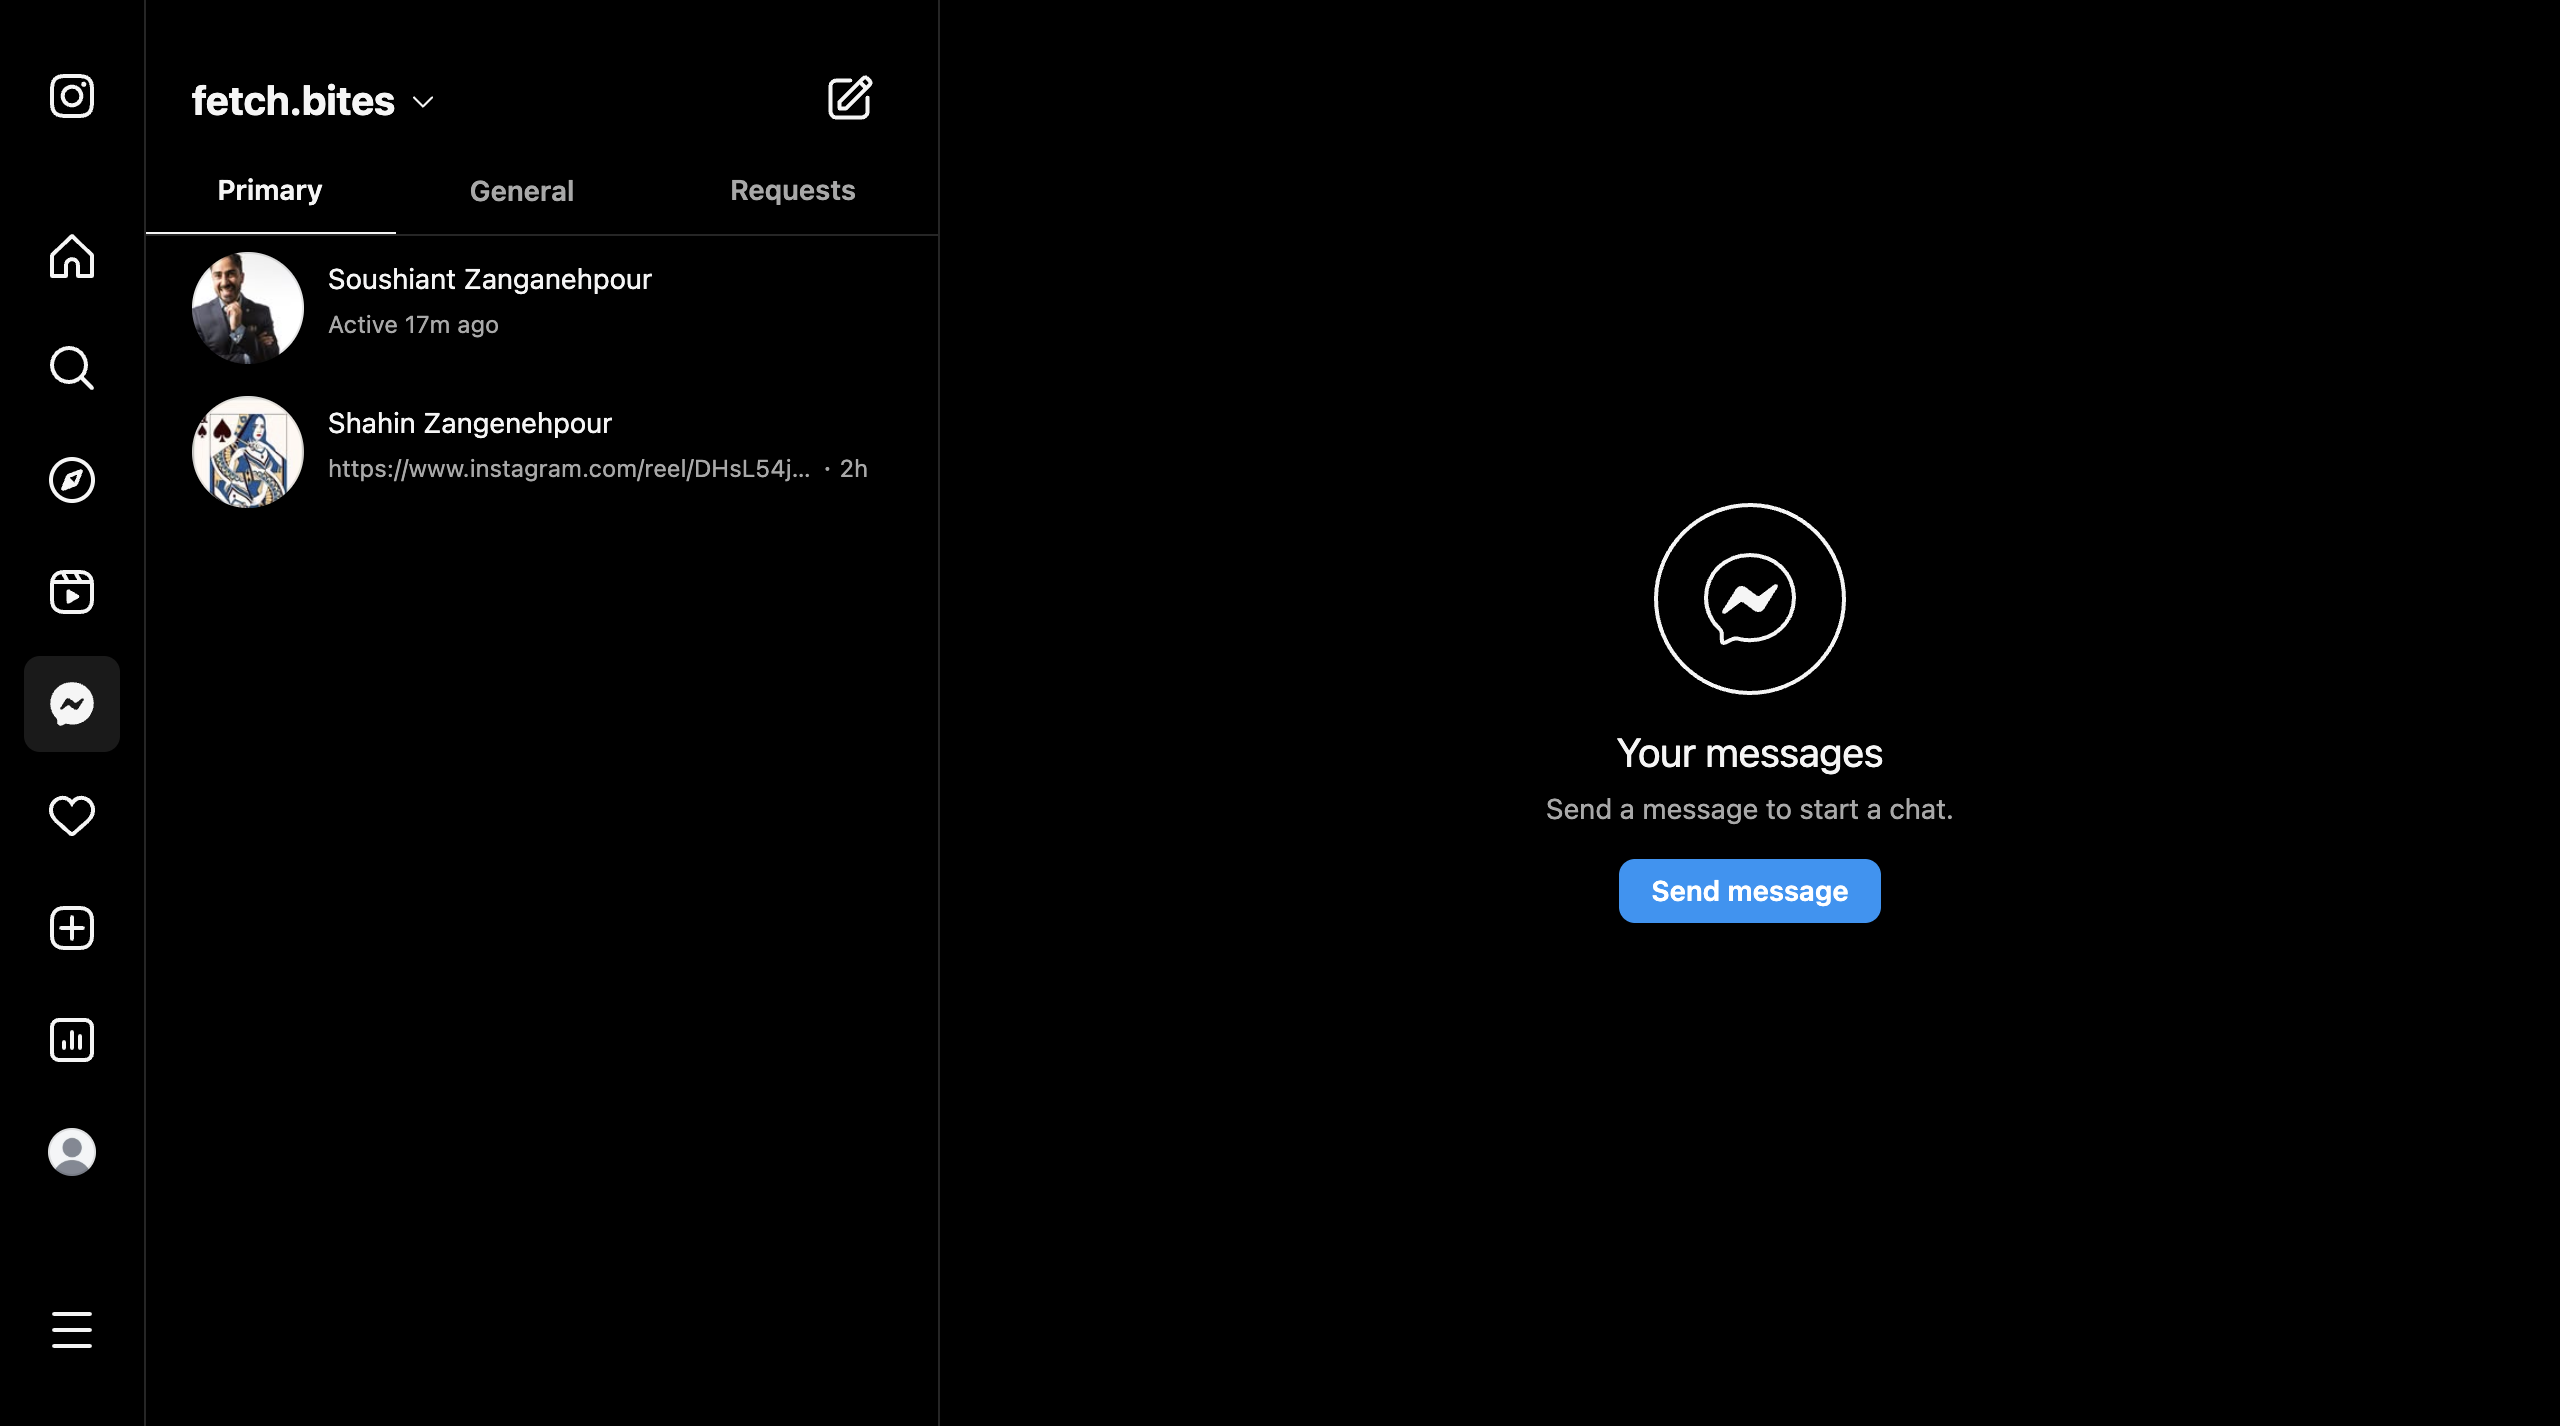 fetch.bites
Primary
General
Requests
Soushiant Zanganehpour
Active 17m ago
Shahin Zangenehpour
https://www.instagram.com/reel/DHsL54j... · 2h
Your messages
Send a message to start a chat.
Send message